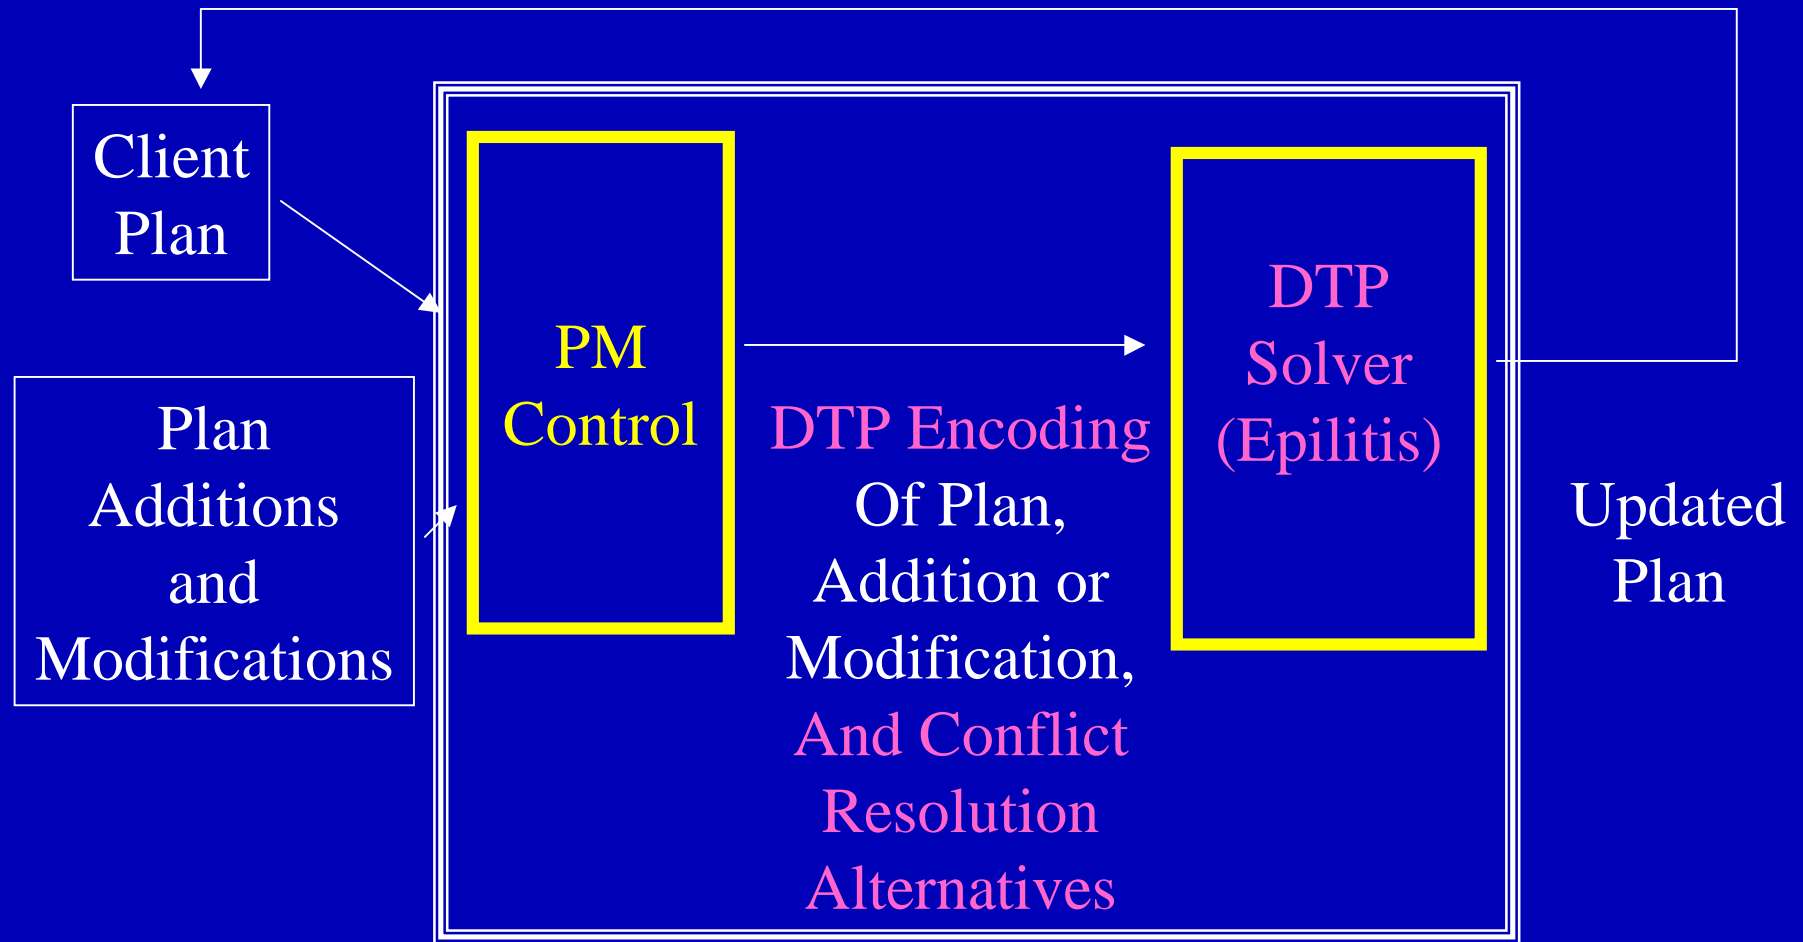 Client
Plan
Plan
Additions
and
Modifications
PM
Control
DTP Encoding
Of Plan,
Addition or
Modification,
And Conflict
Resolution
Alternatives
DTP
Solver
(Epilitis)
Updated
Plan